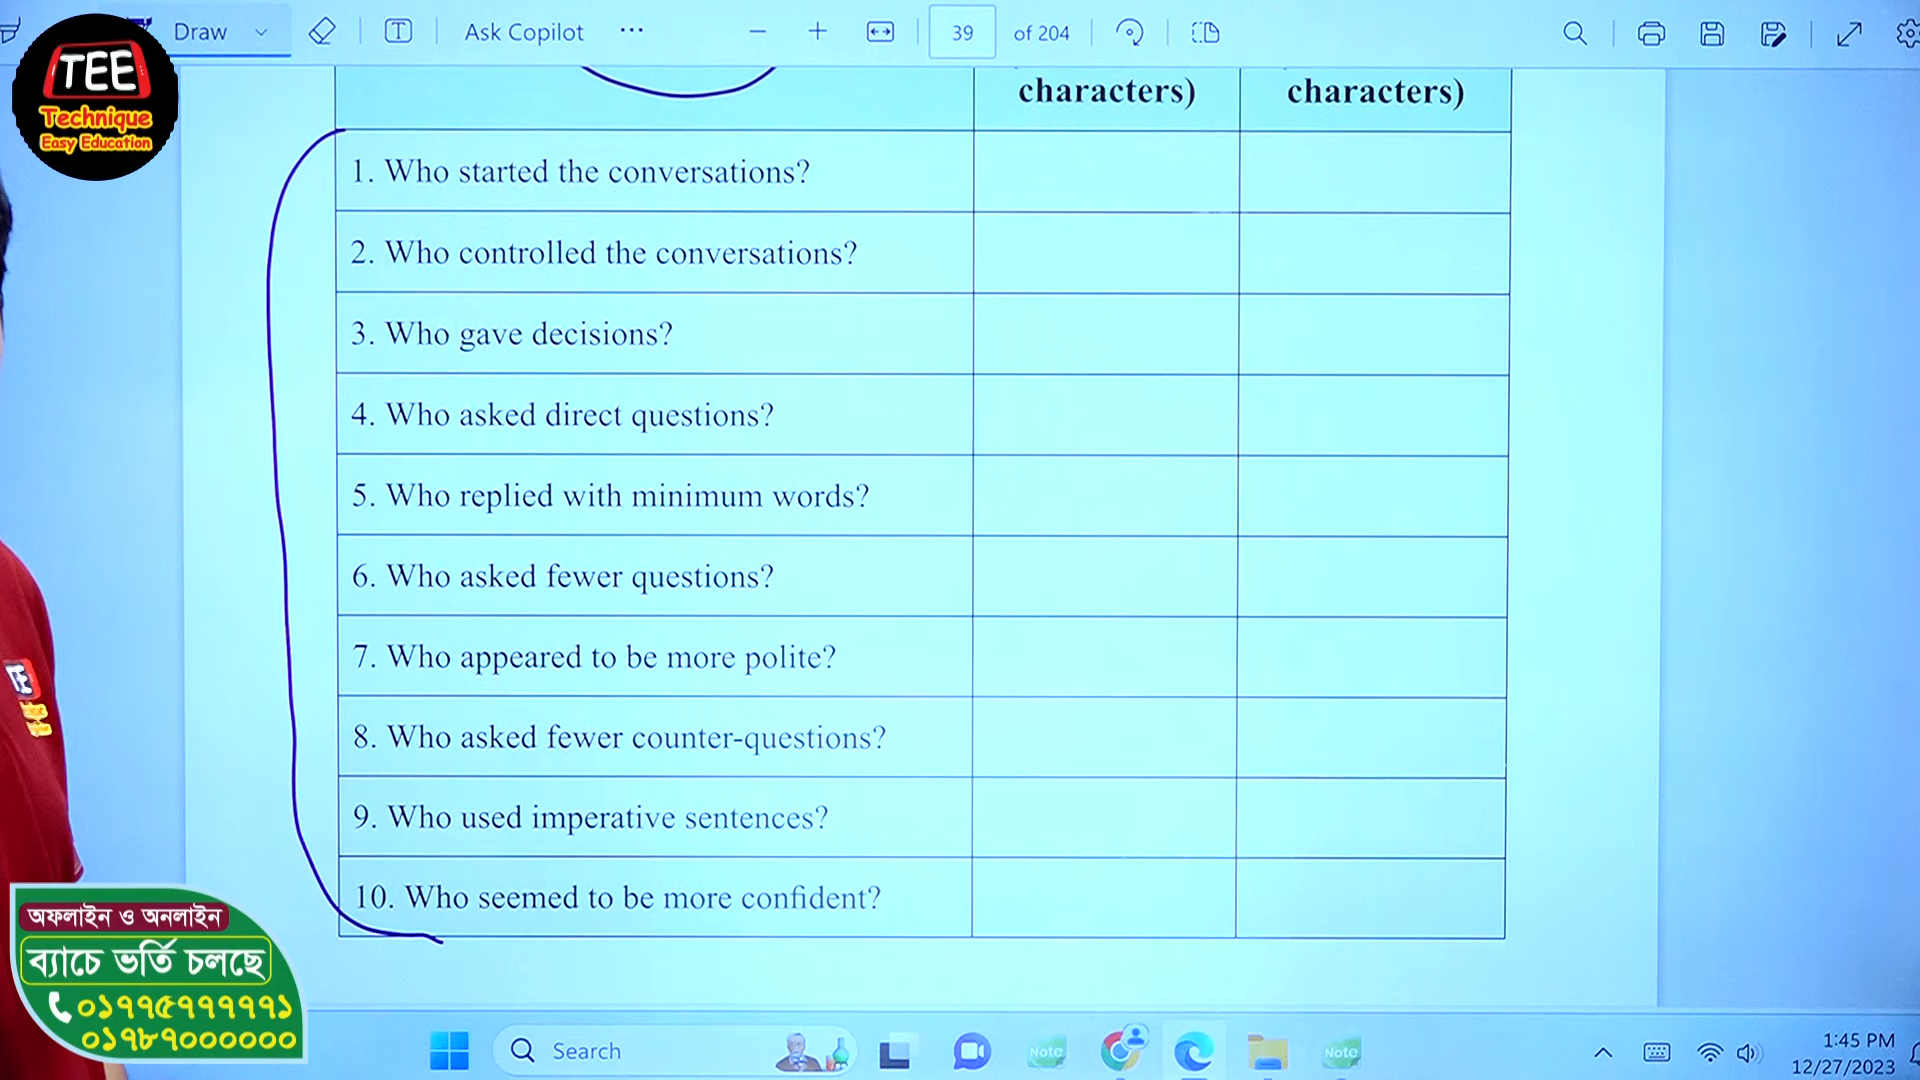 Draw
Ask Copilot
39 of 204
TEE
Technique
Easy Education
characters) characters)
1. Who started the conversations?
2. Who controlled the conversations?
3. Who gave decisions?
4. Who asked direct questions?
5. Who replied with minimum words?
6. Who asked fewer questions?
7. Who appeared to be more polite?
8. Who asked fewer counter-questions?
9. Who used imperative sentences?
10. Who seemed to be more confident?
অফলাইন ও অনলাইন
ব্যাচে ভর্তি চলছে
০১৭৭৫৭৭৭৭৭১
০১৭৮৭০০০০০০
Search
Note
Note
1:45 PM
12/27/2023